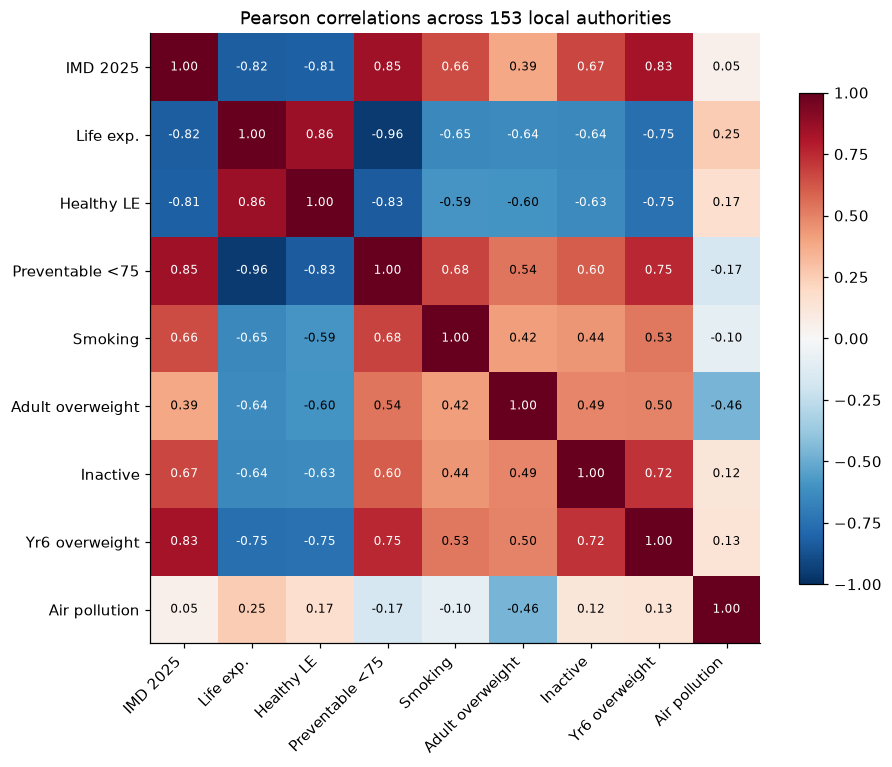 Pearson correlations across 153 local authorities
IMD 2025 1.00 -0.82 -0.81 0.85 0.66 0.39 0.67 0.83 0.05
Life exp. -0.82 1.00 0.86 -0.96 -0.65 -0.64 -0.64 -0.75 0.25
Healthy LE -0.81 0.86 1.00 -0.83 -0.59 -0.60 -0.63 -0.75 0.17
Preventable <75 0.85 -0.96 -0.83 1.00 0.68 0.54 0.60 0.75 -0.17
Smoking 0.66 -0.65 -0.59 0.68 1.00 0.42 0.44 0.53 -0.10
Adult overweight 0.39 -0.64 -0.60 0.54 0.42 1.00 0.49 0.50 -0.46
Inactive 0.67 -0.64 -0.63 0.60 0.44 0.49 1.00 0.72 0.12
Yr6 overweight 0.83 -0.75 -0.75 0.75 0.53 0.50 0.72 1.00 0.13
Air pollution 0.05 0.25 0.17 -0.17 -0.10 -0.46 0.12 0.13 1.00
IMD 2025
Life exp.
Healthy LE
Preventable <75
Smoking
Adult overweight
Inactive
Yr6 overweight
Air pollution
1.00
0.75
0.50
0.25
0.00
−0.25
−0.50
−0.75
−1.00